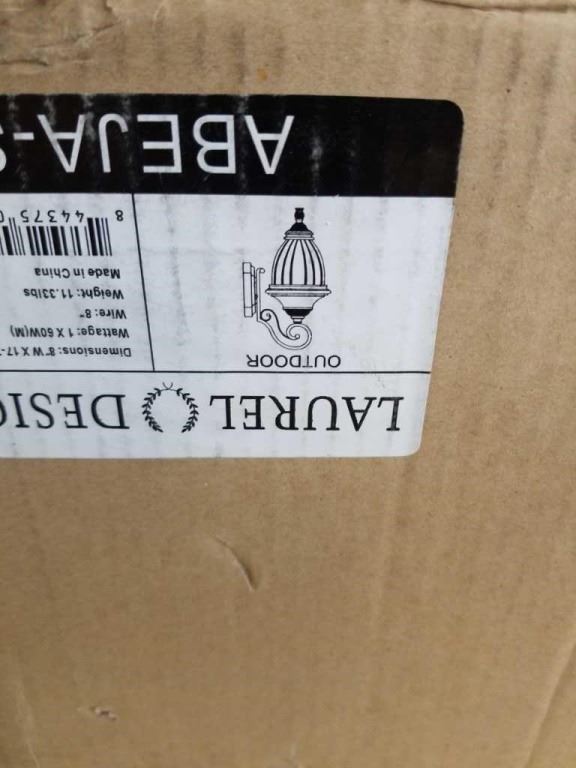 LAUREL DESIG
OUTDOOR
Dimensions: 8"W X 17-
Wattage: 1 X 60W(M)
Wire: 8"
Weight: 11.33lbs
Made in China
8 44375 0
ABEJA-